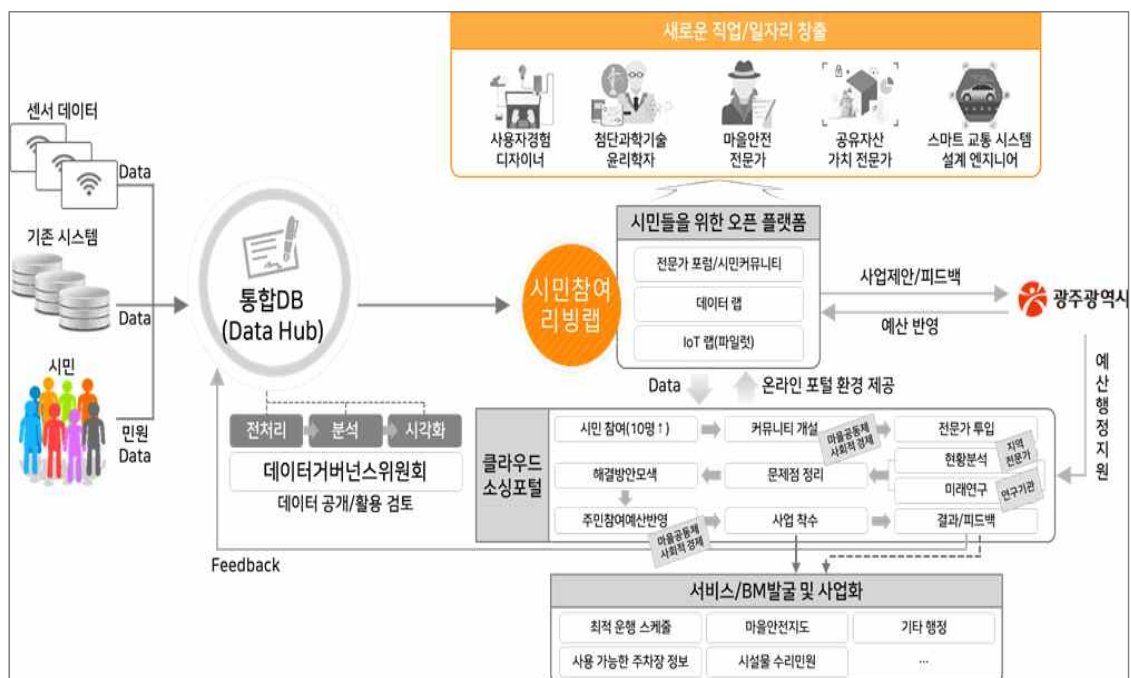 새로운 직업/일자리 창출
사용자경험
디자이너
첨단과학기술
윤리학자
마을안전
전문가
공유자산
가치 전문가
스마트 교통 시스템
설계 엔지니어
센서 데이터
Data
기존 시스템
Data
시민
민원
Data
통합DB
(Data Hub)
전처리
분석
시각화
데이터거버넌스위원회
데이터 공개/활용 검토
Feedback
시민참여
리빙랩
시민들을 위한 오픈 플랫폼
전문가 포럼/시민커뮤니티
데이터 랩
IoT 랩(파일럿)
사업제안/피드백
예산 반영
광주광역시
예산행정지원
Data
온라인 포털 환경 제공
클라우드
소싱포털
시민 참여(10명↑)
커뮤니티 개설
마을공동체
사회적 경제
전문가 투입
해결방안모색
문제점 정리
현황분석
지역
전문가
미래연구
연구기관
주민참여예산반영
마을공동체
사회적 경제
사업 착수
결과/피드백
서비스/BM발굴 및 사업화
최적 운행 스케줄
마을안전지도
기타 행정
사용 가능한 주차장 정보
시설물 수리민원
...